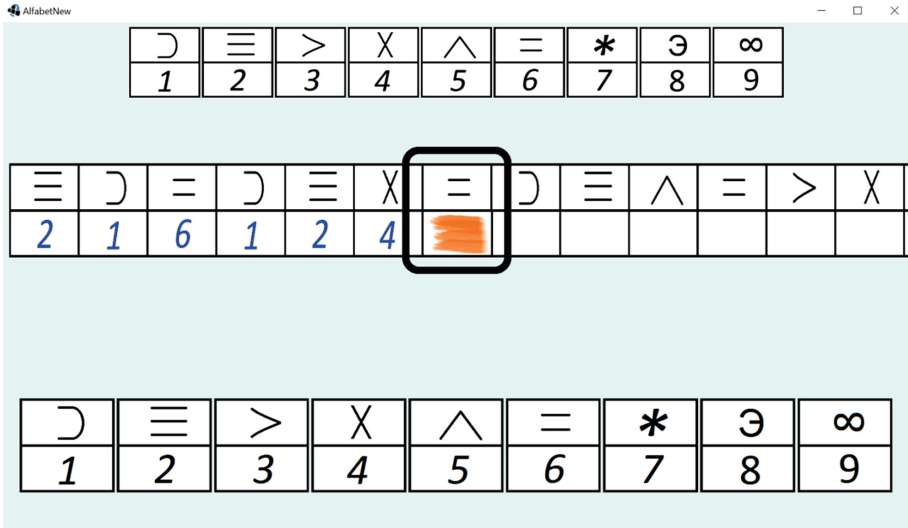 AlfabetNew
⊃ ≡ > X ∧ = * Э ∞
1 2 3 4 5 6 7 8 9
≡ ⊃ = ⊃ ≡ X = ⊃ ≡ ∧ = > X
2 1 6 1 2 4
⊃ ≡ > X ∧ = * Э ∞
1 2 3 4 5 6 7 8 9